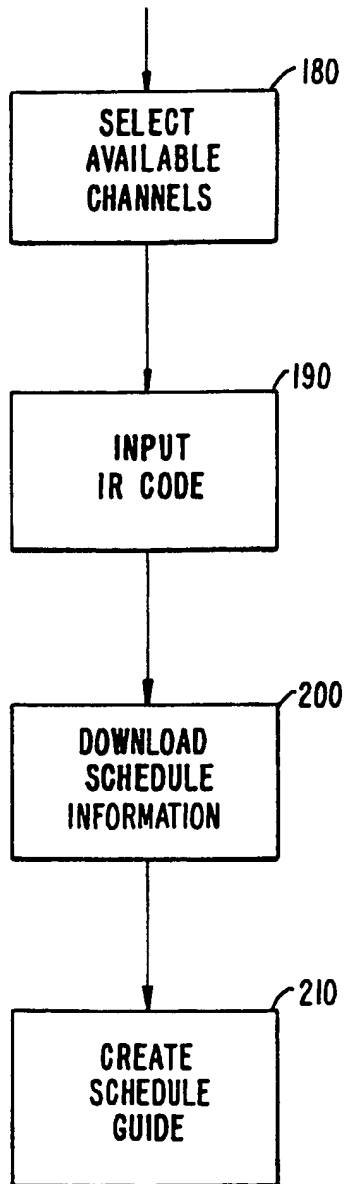 180
SELECT
AVAILABLE
CHANNELS
190
INPUT
IR CODE
200
DOWNLOAD
SCHEDULE
INFORMATION
210
CREATE
SCHEDULE
GUIDE